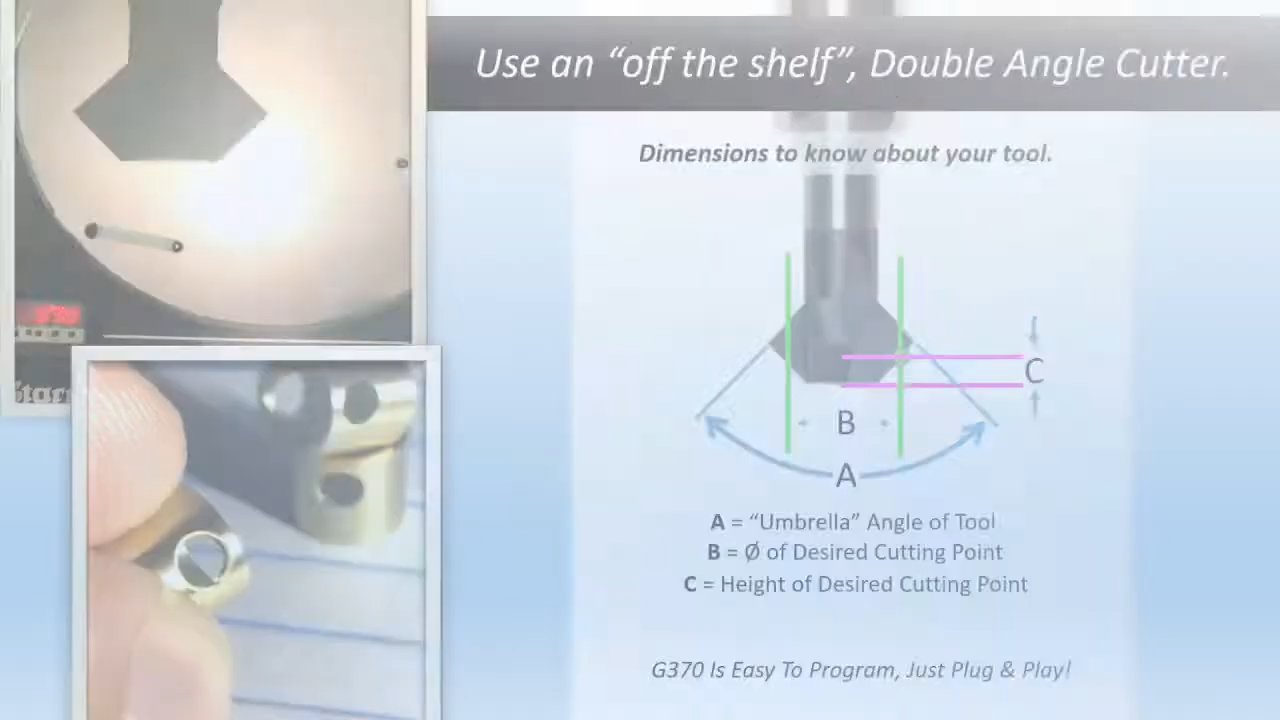 Use an “off the shelf”, Double Angle Cutter.
Dimensions to know about your tool.
C
B
A
A = “Umbrella” Angle of Tool
B = Ø of Desired Cutting Point
C = Height of Desired Cutting Point
G370 Is Easy To Program, Just Plug & Play!